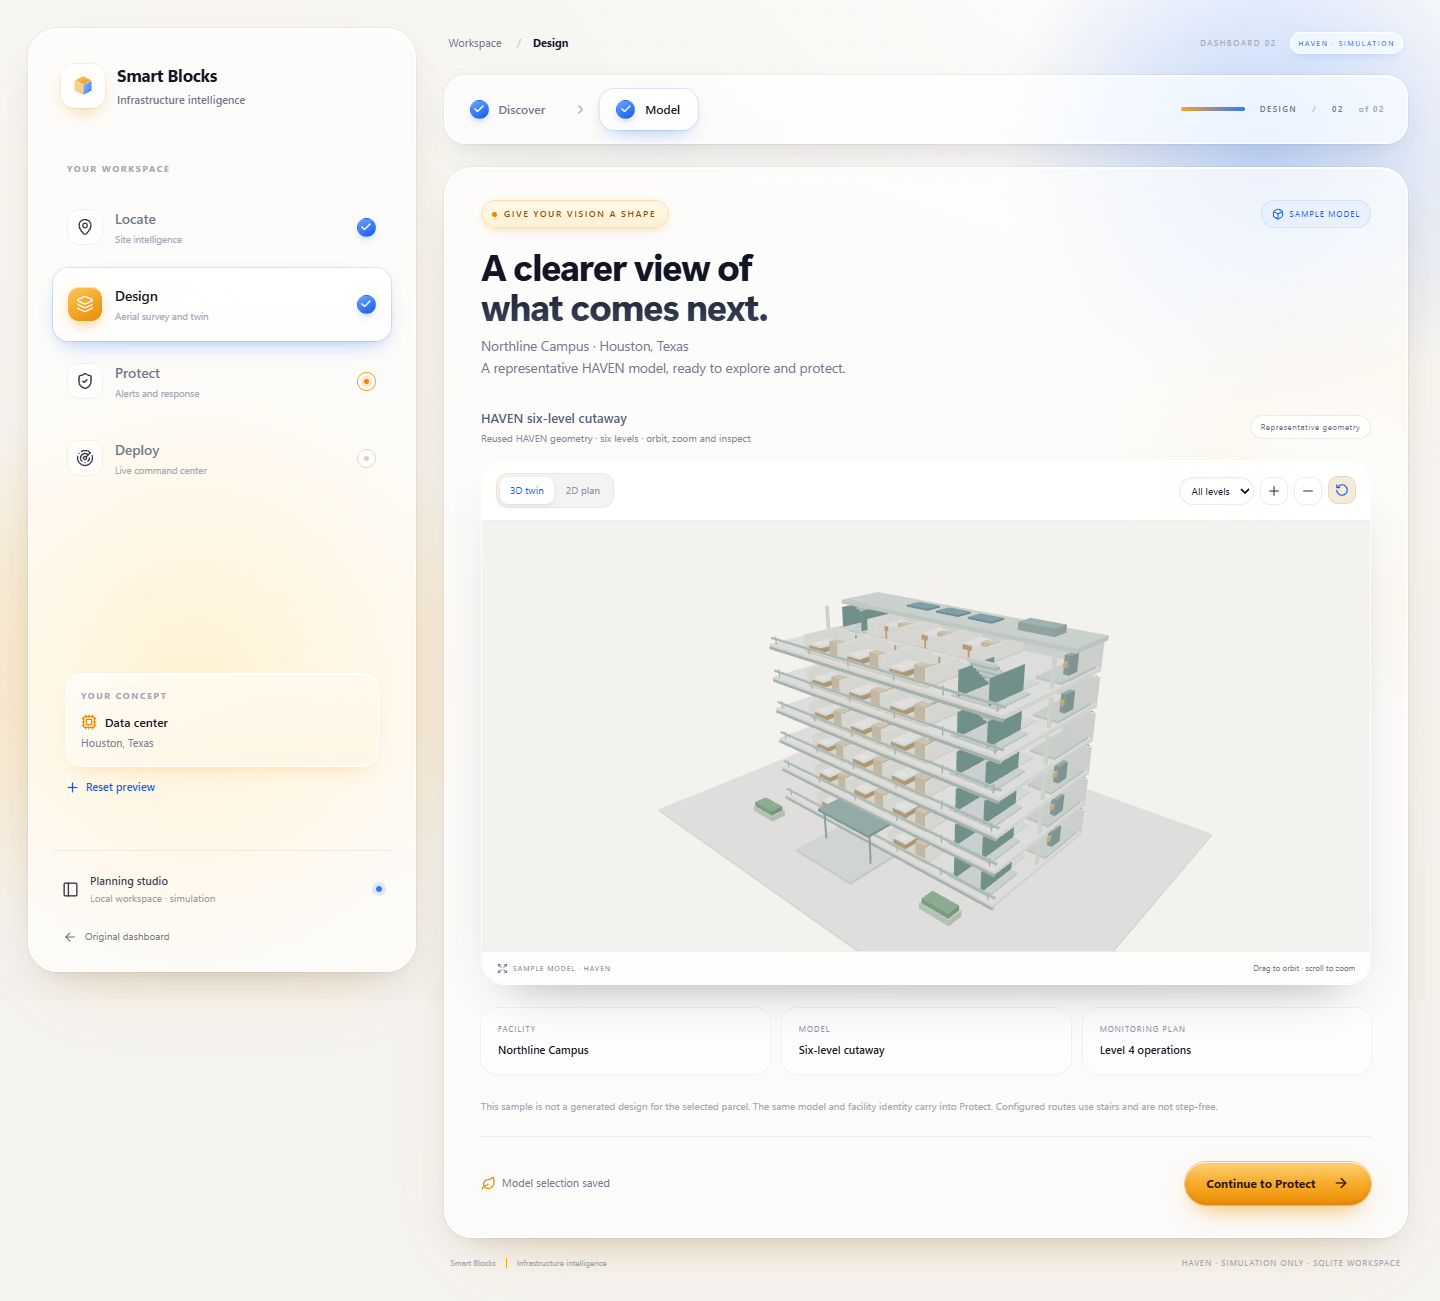 Smart Blocks
Infrastructure intelligence
YOUR WORKSPACE
Locate
Site intelligence
Design
Aerial survey and twin
Protect
Alerts and response
Deploy
Live command center
YOUR CONCEPT
Data center
Houston, Texas
Reset preview
Planning studio
Local workspace · simulation
Original dashboard
Workspace / Design
DASHBOARD 02 HAVEN · SIMULATION
Discover Model
DESIGN / 02 of 02
GIVE YOUR VISION A SHAPE
SAMPLE MODEL
A clearer view of
what comes next.
Northline Campus · Houston, Texas
A representative HAVEN model, ready to explore and protect.
HAVEN six-level cutaway
Reused HAVEN geometry · six levels · orbit, zoom and inspect
Representative geometry
3D twin 2D plan
All levels
SAMPLE MODEL · HAVEN
Drag to orbit · scroll to zoom
FACILITY
Northline Campus
MODEL
Six-level cutaway
MONITORING PLAN
Level 4 operations
This sample is not a generated design for the selected parcel. The same model and facility identity carry into Protect. Configured routes use stairs and are not step-free.
Model selection saved
Continue to Protect
Smart Blocks | Infrastructure intelligence
HAVEN · SIMULATION ONLY · SQLITE WORKSPACE